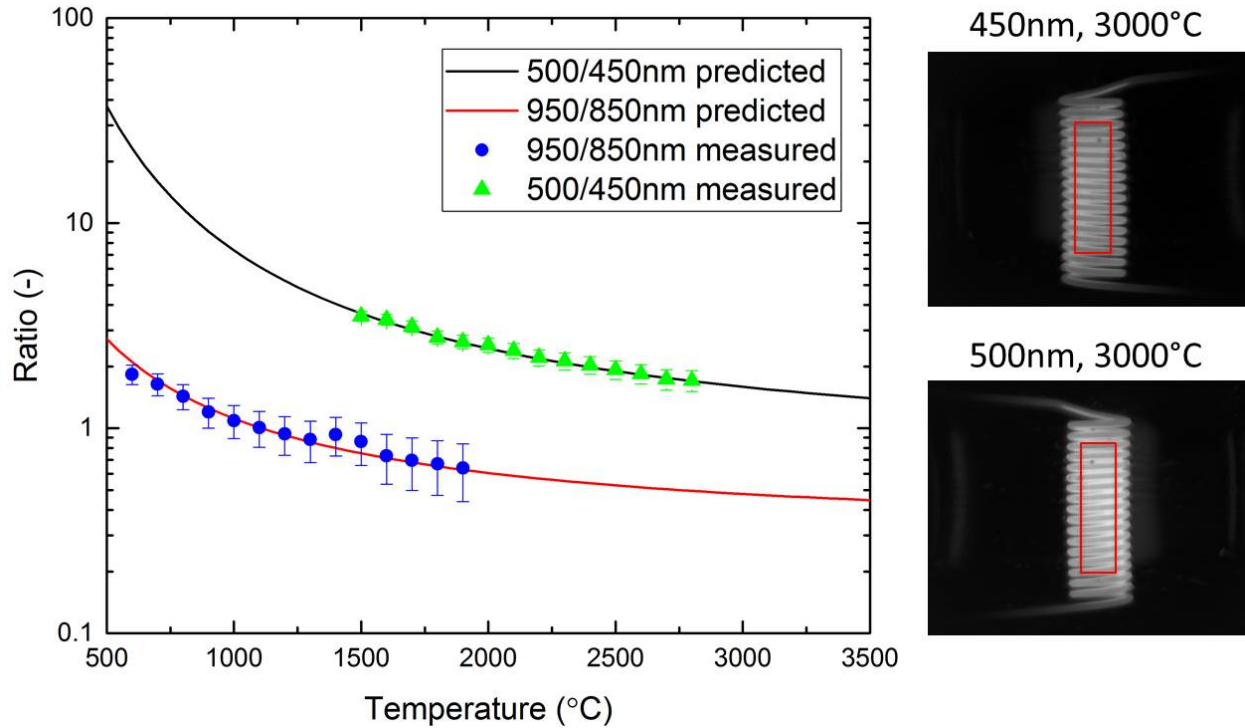 100
10
1
0.1
Ratio (-)
500/450nm predicted
950/850nm predicted
950/850nm measured
500/450nm measured
500 1000 1500 2000 2500 3000 3500
Temperature (°C)
450nm, 3000°C
500nm, 3000°C